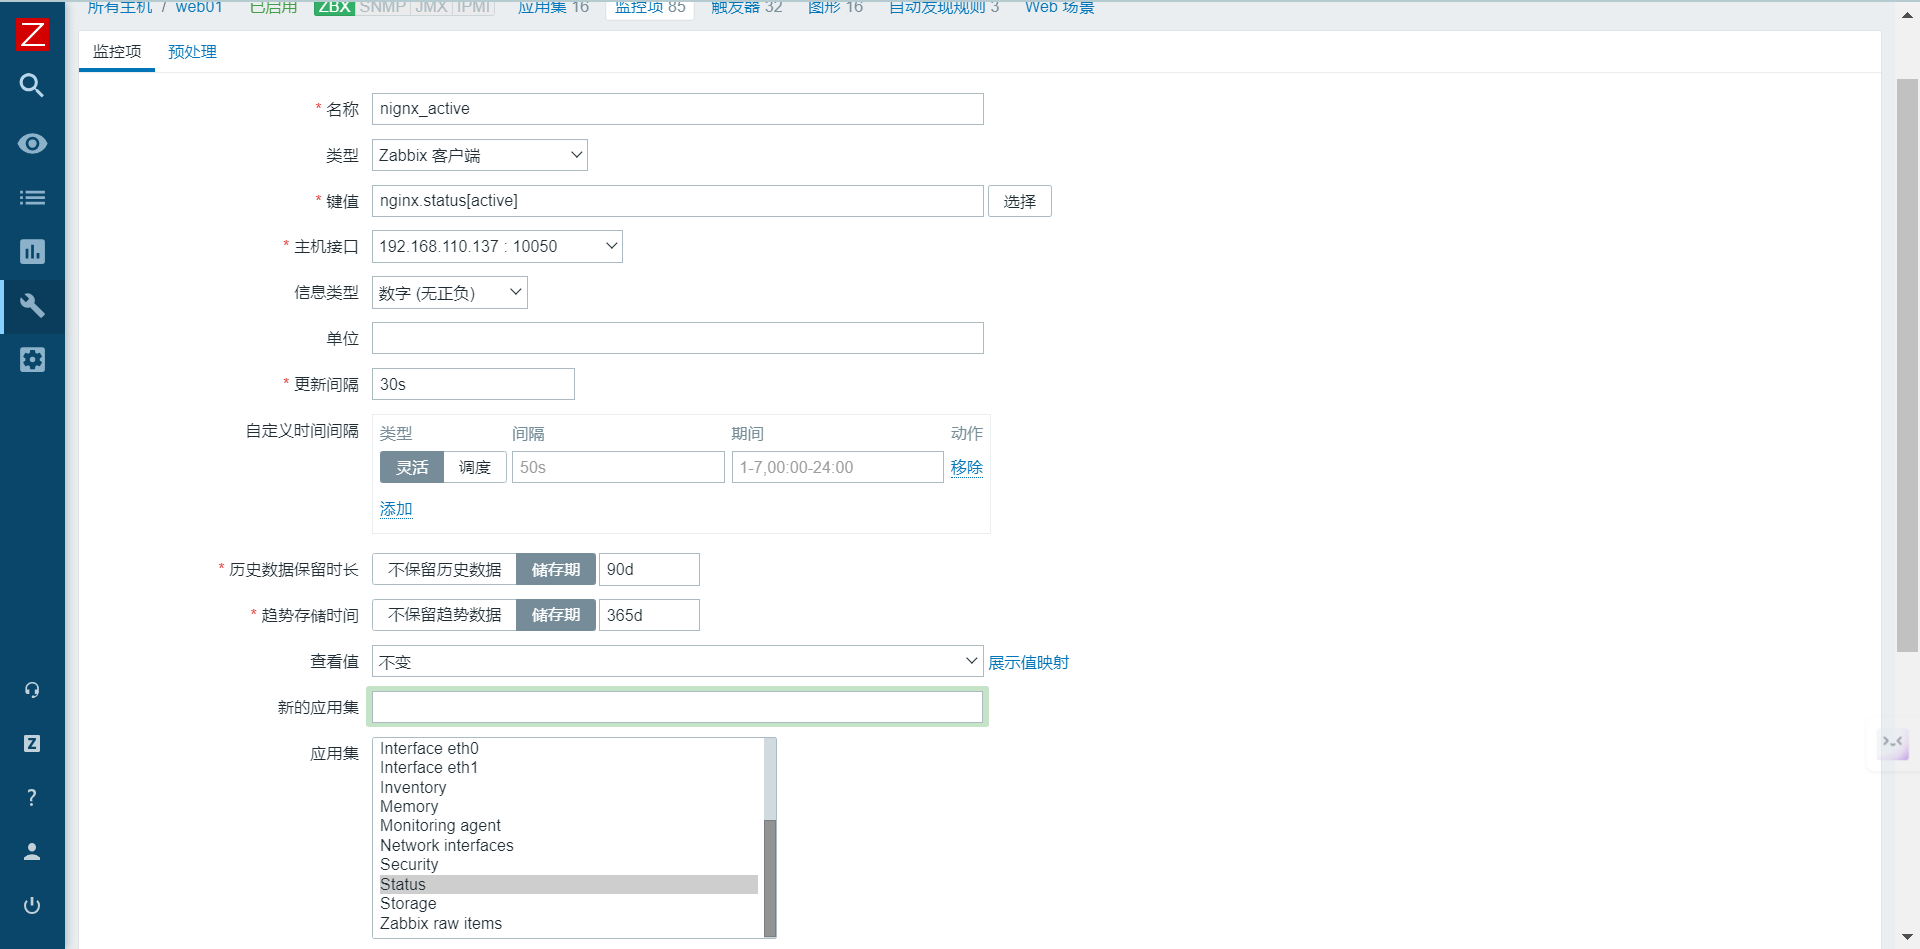 所有主机 / web01 已启用 ZBX SNMP JMX IPMI 应用集 16 监控项 85 触发器 32 图形 16 自动发现规则 3 Web 场景
Z
监控项 预处理
* 名称 nignx_active
类型 Zabbix 客户端
* 键值 nginx.status[active] 选择
* 主机接口 192.168.110.137 : 10050
信息类型 数字 (无正负)
单位
* 更新间隔 30s
自定义时间间隔 类型 间隔 期间 动作
灵活 调度 50s 1-7,00:00-24:00 移除
添加
* 历史数据保留时长 不保留历史数据 储存期 90d
* 趋势存储时间 不保留趋势数据 储存期 365d
查看值 不变 展示值映射
新的应用集
应用集 Interface eth0
Interface eth1
Inventory
Memory
Monitoring agent
Network interfaces
Security
Status
Storage
Zabbix raw items
Z
?